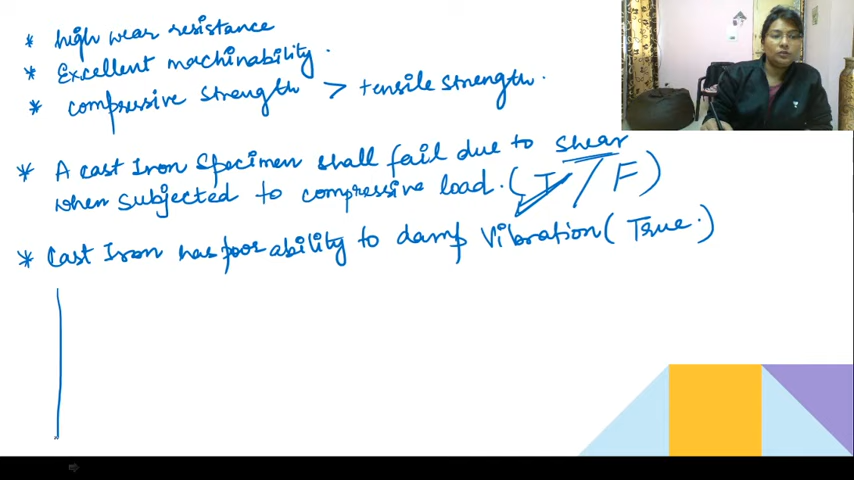 * high wear resistance
* Excellent machinability.
* compressive strength > tensile strength.
* A cast Iron Specimen shall fail due to shear
when subjected to compressive load. (T/F)
* Cast Iron has poor ability to damp vibration (True.)